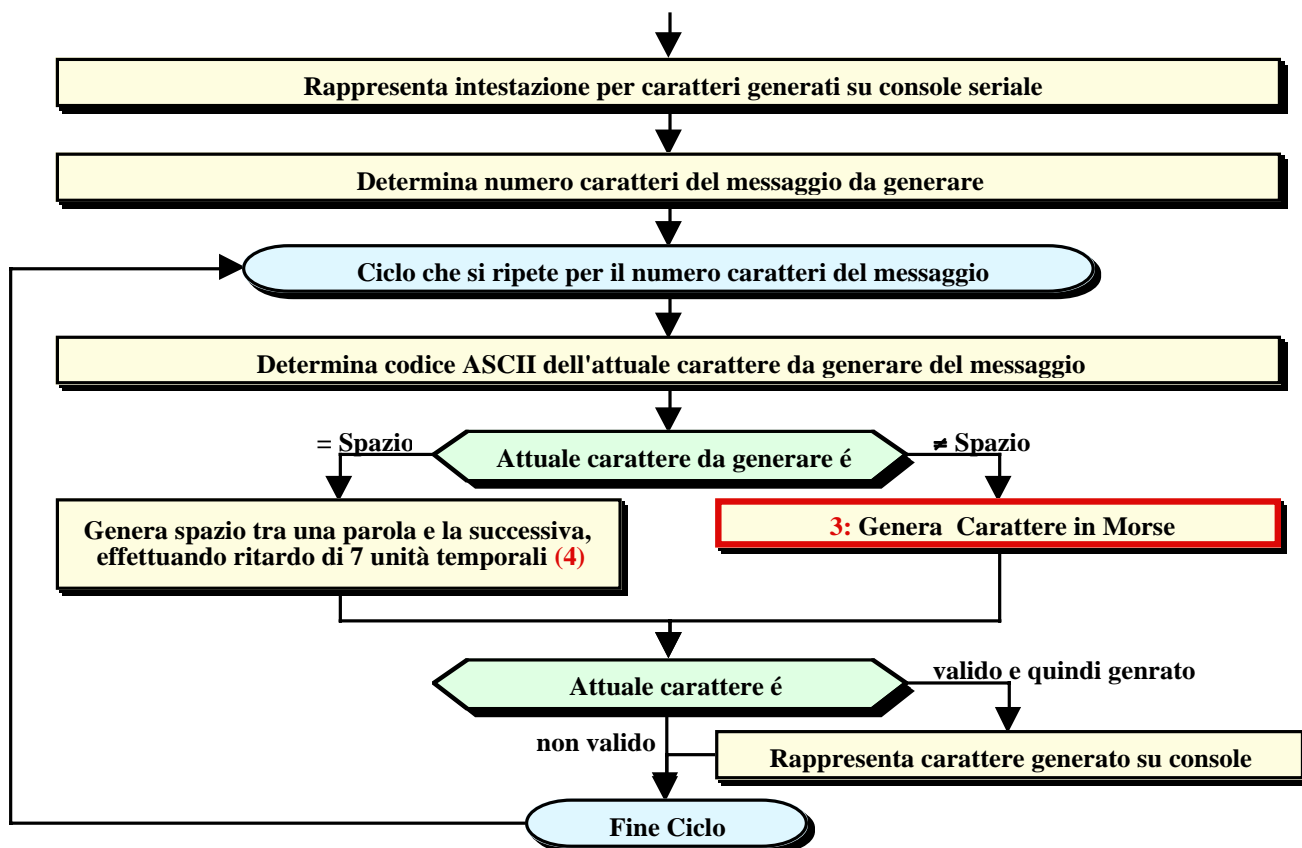 Rappresenta intestazione per caratteri generati su console seriale
Determina numero caratteri del messaggio da generare
Ciclo che si ripete per il numero caratteri del messaggio
Determina codice ASCII dell'attuale carattere da generare del messaggio
= Spazio
Attuale carattere da generare é
≠ Spazio
Genera spazio tra una parola e la successiva,
effettuando ritardo di 7 unità temporali (4)
3: Genera Carattere in Morse
Attuale carattere é
valido e quindi genrato
non valido
Rappresenta carattere generato su console
Fine Ciclo